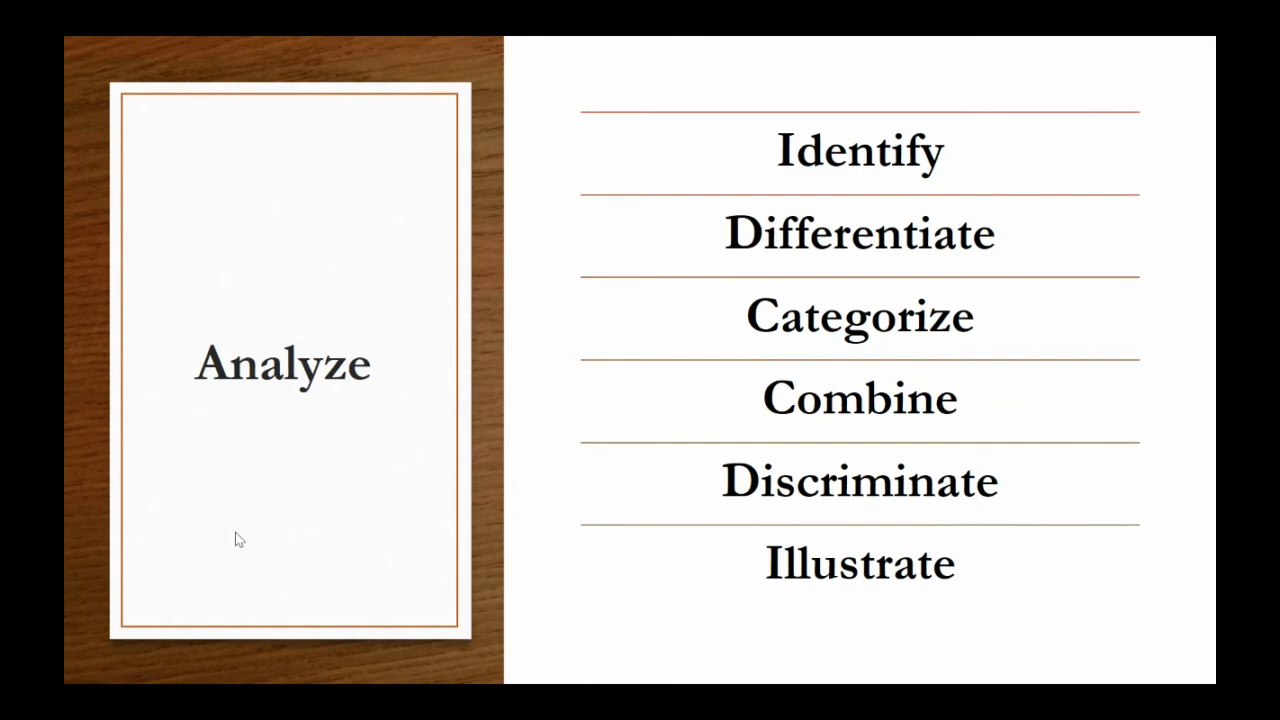 Analyze
Identify
Differentiate
Categorize
Combine
Discriminate
Illustrate